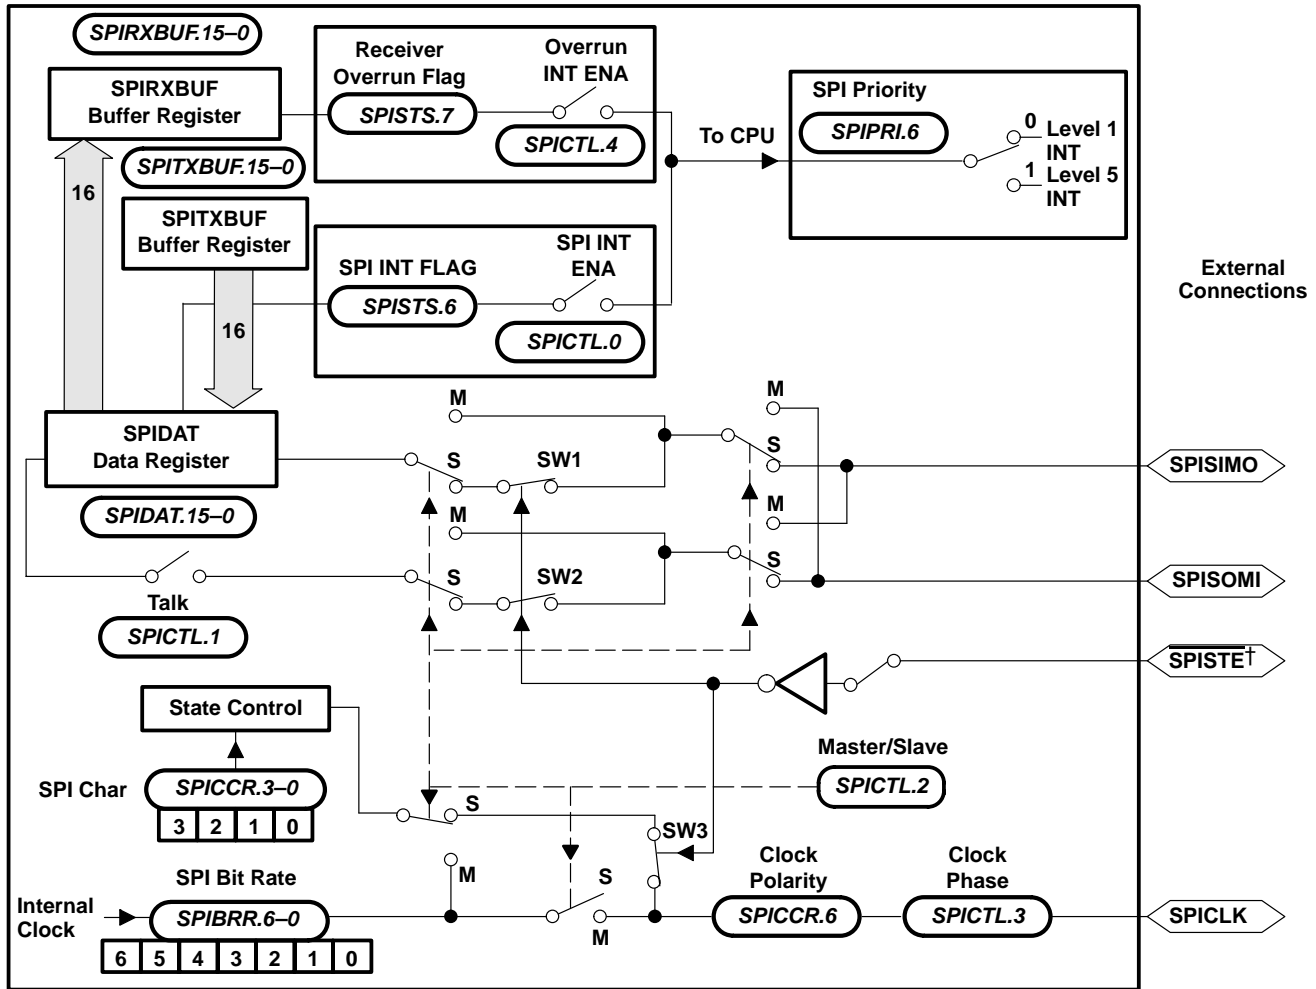 SPIRXBUF.15–0
SPIRXBUF
Buffer Register
SPITXBUF.15–0
16
SPITXBUF
Buffer Register
16
Receiver
Overrun Flag
SPISTS.7
Overrun
INT ENA
SPICTL.4
To CPU
SPI Priority
SPIPRI.6
0
Level 1
INT
1
Level 5
INT
SPI INT FLAG
SPISTS.6
SPI INT
ENA
SPICTL.0
External
Connections
SPIDAT
Data Register
SPIDAT.15–0
M
S
SW1
M
S
SPISIMO
M
S
SW2
M
S
SPISOMI
Talk
SPICTL.1
SPISTE†
State Control
Master/Slave
SPICTL.2
SPI Char
SPICCR.3–0
3 2 1 0
S
M
SW3
SPI Bit Rate
Internal
Clock
SPIBRR.6–0
6 5 4 3 2 1 0
S
M
Clock
Polarity
SPICCR.6
Clock
Phase
SPICTL.3
SPICLK